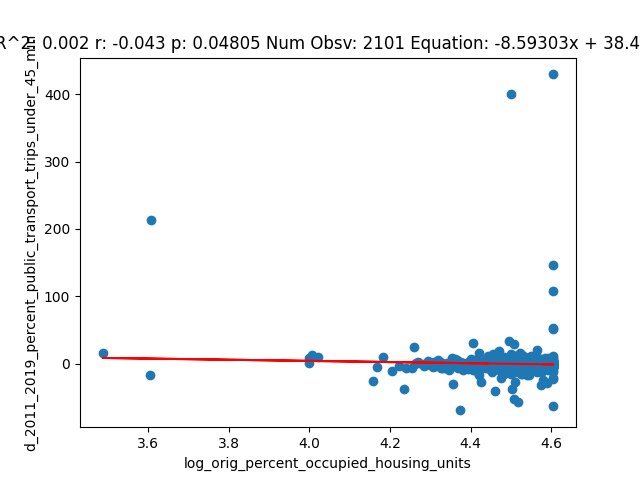 R^2: 0.002 r: -0.043 p: 0.04805 Num Obsv: 2101 Equation: -8.59303x + 38.4
d_2011_2019_percent_public_transport_trips_under_45_min
400
300
200
100
0
3.6 3.8 4.0 4.2 4.4 4.6
log_orig_percent_occupied_housing_units